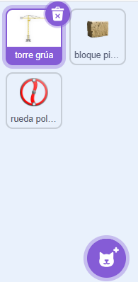 torre grúa
bloque pi...
rueda pol...